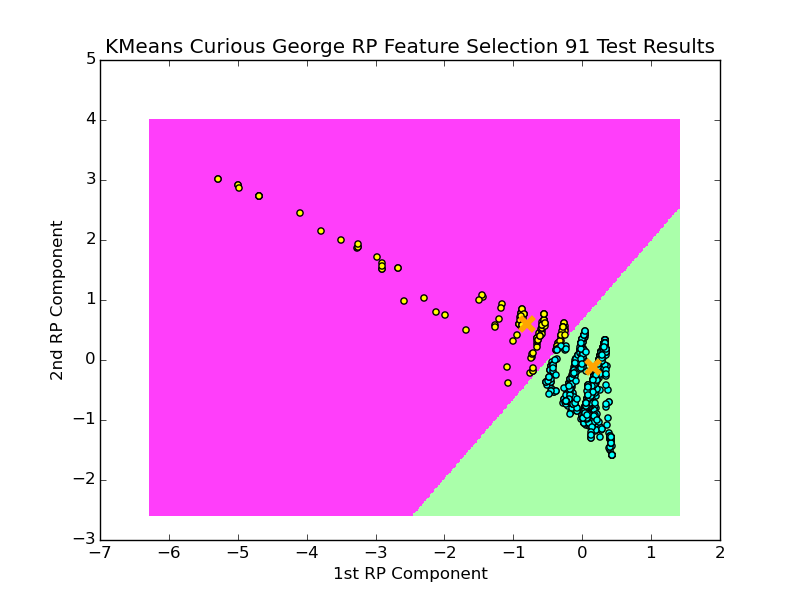 KMeans Curious George RP Feature Selection 91 Test Results
5
4
3
2
1
0
−1
−2
−3
2nd RP Component
−7 −6 −5 −4 −3 −2 −1 0 1 2
1st RP Component